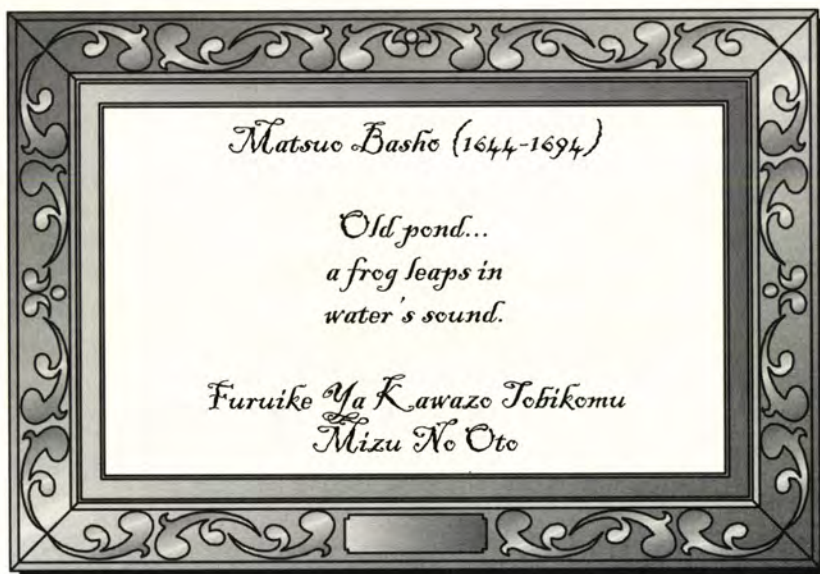 Matsuo Basho (1644-1694)
Old pond...
a frog leaps in
water's sound.
Furuike Ya Kawazo Tobikomu
Mizu No Oto